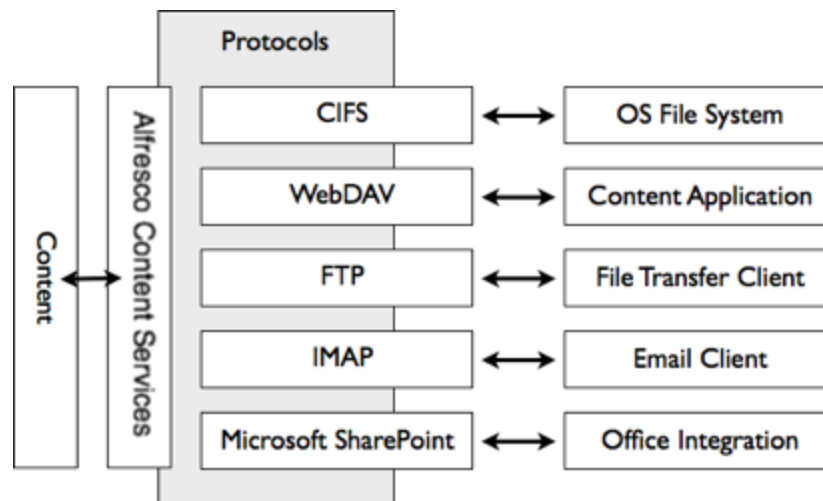 Protocols
Content
Alfresco Content Services
CIFS
OS File System
WebDAV
Content Application
FTP
File Transfer Client
IMAP
Email Client
Microsoft SharePoint
Office Integration